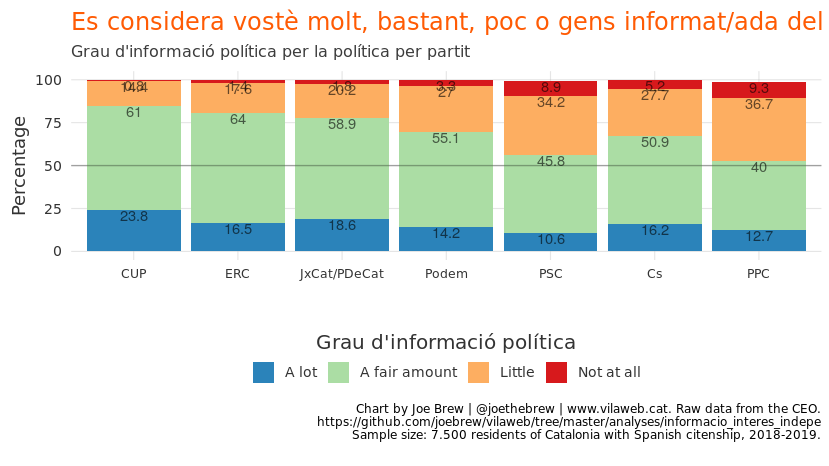 Es considera vostè molt, bastant, poc o gens informat/ada del
Grau d'informació política per la política per partit
Percentage
100
75
50
25
0
14.4
61
23.8
17.6
64
16.5
20.2
58.9
18.6
3.3
27
55.1
14.2
8.9
34.2
45.8
10.6
5.2
27.7
50.9
16.2
9.3
36.7
40
12.7
CUP
ERC
JxCat/PDeCat
Podem
PSC
Cs
PPC
Grau d'informació política
A lot
A fair amount
Little
Not at all
Chart by Joe Brew | @joethebrew | www.vilaweb.cat. Raw data from the CEO.
https://github.com/joebrew/vilaweb/tree/master/analyses/informacio_interes_indepe
Sample size: 7.500 residents of Catalonia with Spanish citenship, 2018-2019.